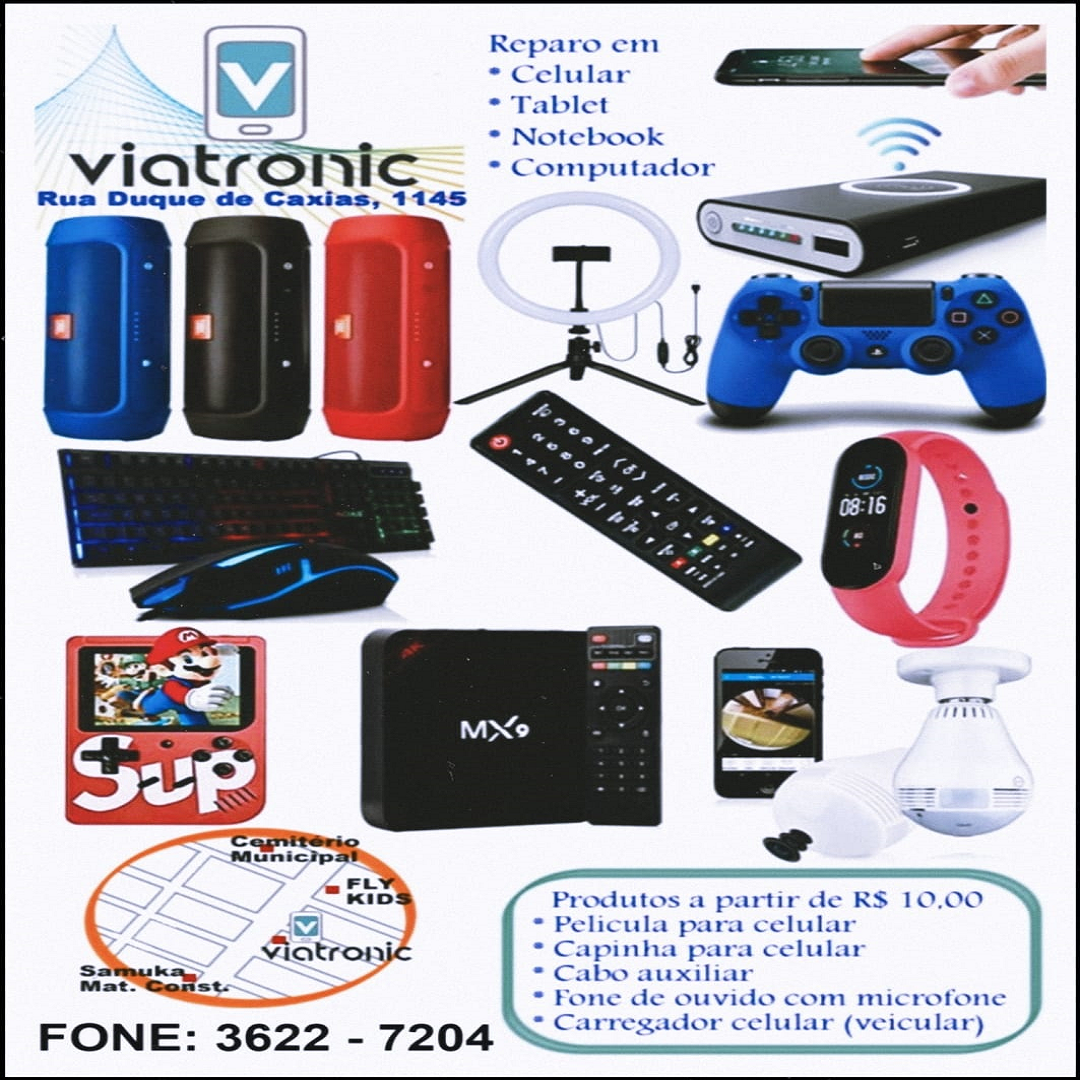 viatronic
Rua Duque de Caxias, 1145
Reparo em
• Celular
• Tablet
• Notebook
• Computador
08:16
Sup
4K
MX9
Cemitério
Municipal
FLY
KIDS
viatronic
Samuka
Mat. Const.
FONE: 3622 - 7204
Produtos a partir de R$ 10,00
• Pelicula para celular
• Capinha para celular
• Cabo auxiliar
• Fone de ouvido com microfone
• Carregador celular (veicular)